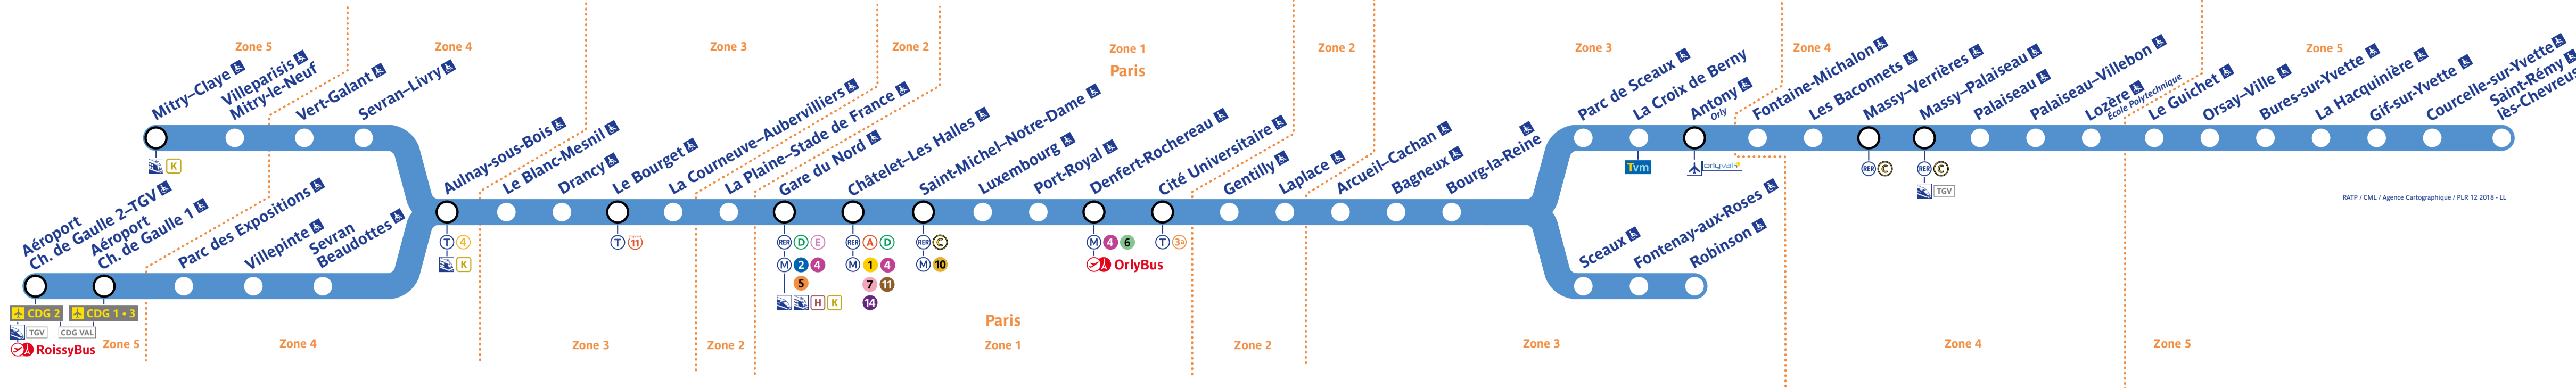 Zone 5
Zone 4
Zone 3
Zone 2
Zone 1
Paris
Zone 2
Zone 3
Zone 4
Zone 5
Mitry–Claye
Villeparisis
Mitry-le-Neuf
Vert-Galant
Sevran–Livry
Aulnay-sous-Bois
Le Blanc-Mesnil
Drancy
Le Bourget
La Courneuve–Aubervilliers
La Plaine–Stade de France
Gare du Nord
Châtelet–Les Halles
Saint-Michel–Notre-Dame
Luxembourg
Port-Royal
Denfert-Rochereau
Cité Universitaire
Gentilly
Laplace
Arcueil–Cachan
Bagneux
Bourg-la-Reine
Parc de Sceaux
La Croix de Berny
Antony
Orly
Fontaine-Michalon
Les Baconnets
Massy–Verrières
Massy–Palaiseau
Palaiseau
Palaiseau–Villebon
Lozère
École Polytechnique
Le Guichet
Orsay–Ville
Bures-sur-Yvette
La Hacquinière
Gif-sur-Yvette
Courcelle-sur-Yvette
Saint-Rémy
lès-Chevreuse
K
Tvm
orlyval
RER C
RER C
TGV
Aéroport
Ch. de Gaulle 2–TGV
Aéroport
Ch. de Gaulle 1
Parc des Expositions
Villepinte
Sevran
Beaudottes
Sceaux
Fontenay-aux-Roses
Robinson
RATP / CML / Agence Cartographique / PLR 12 2018 - LL
T 4
K
T 11
RER D E
M 2 4
5
H K
RER A D
M 1 4
7 11
14
RER C
M 10
M 4 6
OrlyBus
T 3a
CDG 2
CDG 1 • 3
TGV
CDG VAL
RoissyBus
Zone 5
Zone 4
Zone 3
Zone 2
Paris
Zone 1
Zone 2
Zone 3
Zone 4
Zone 5